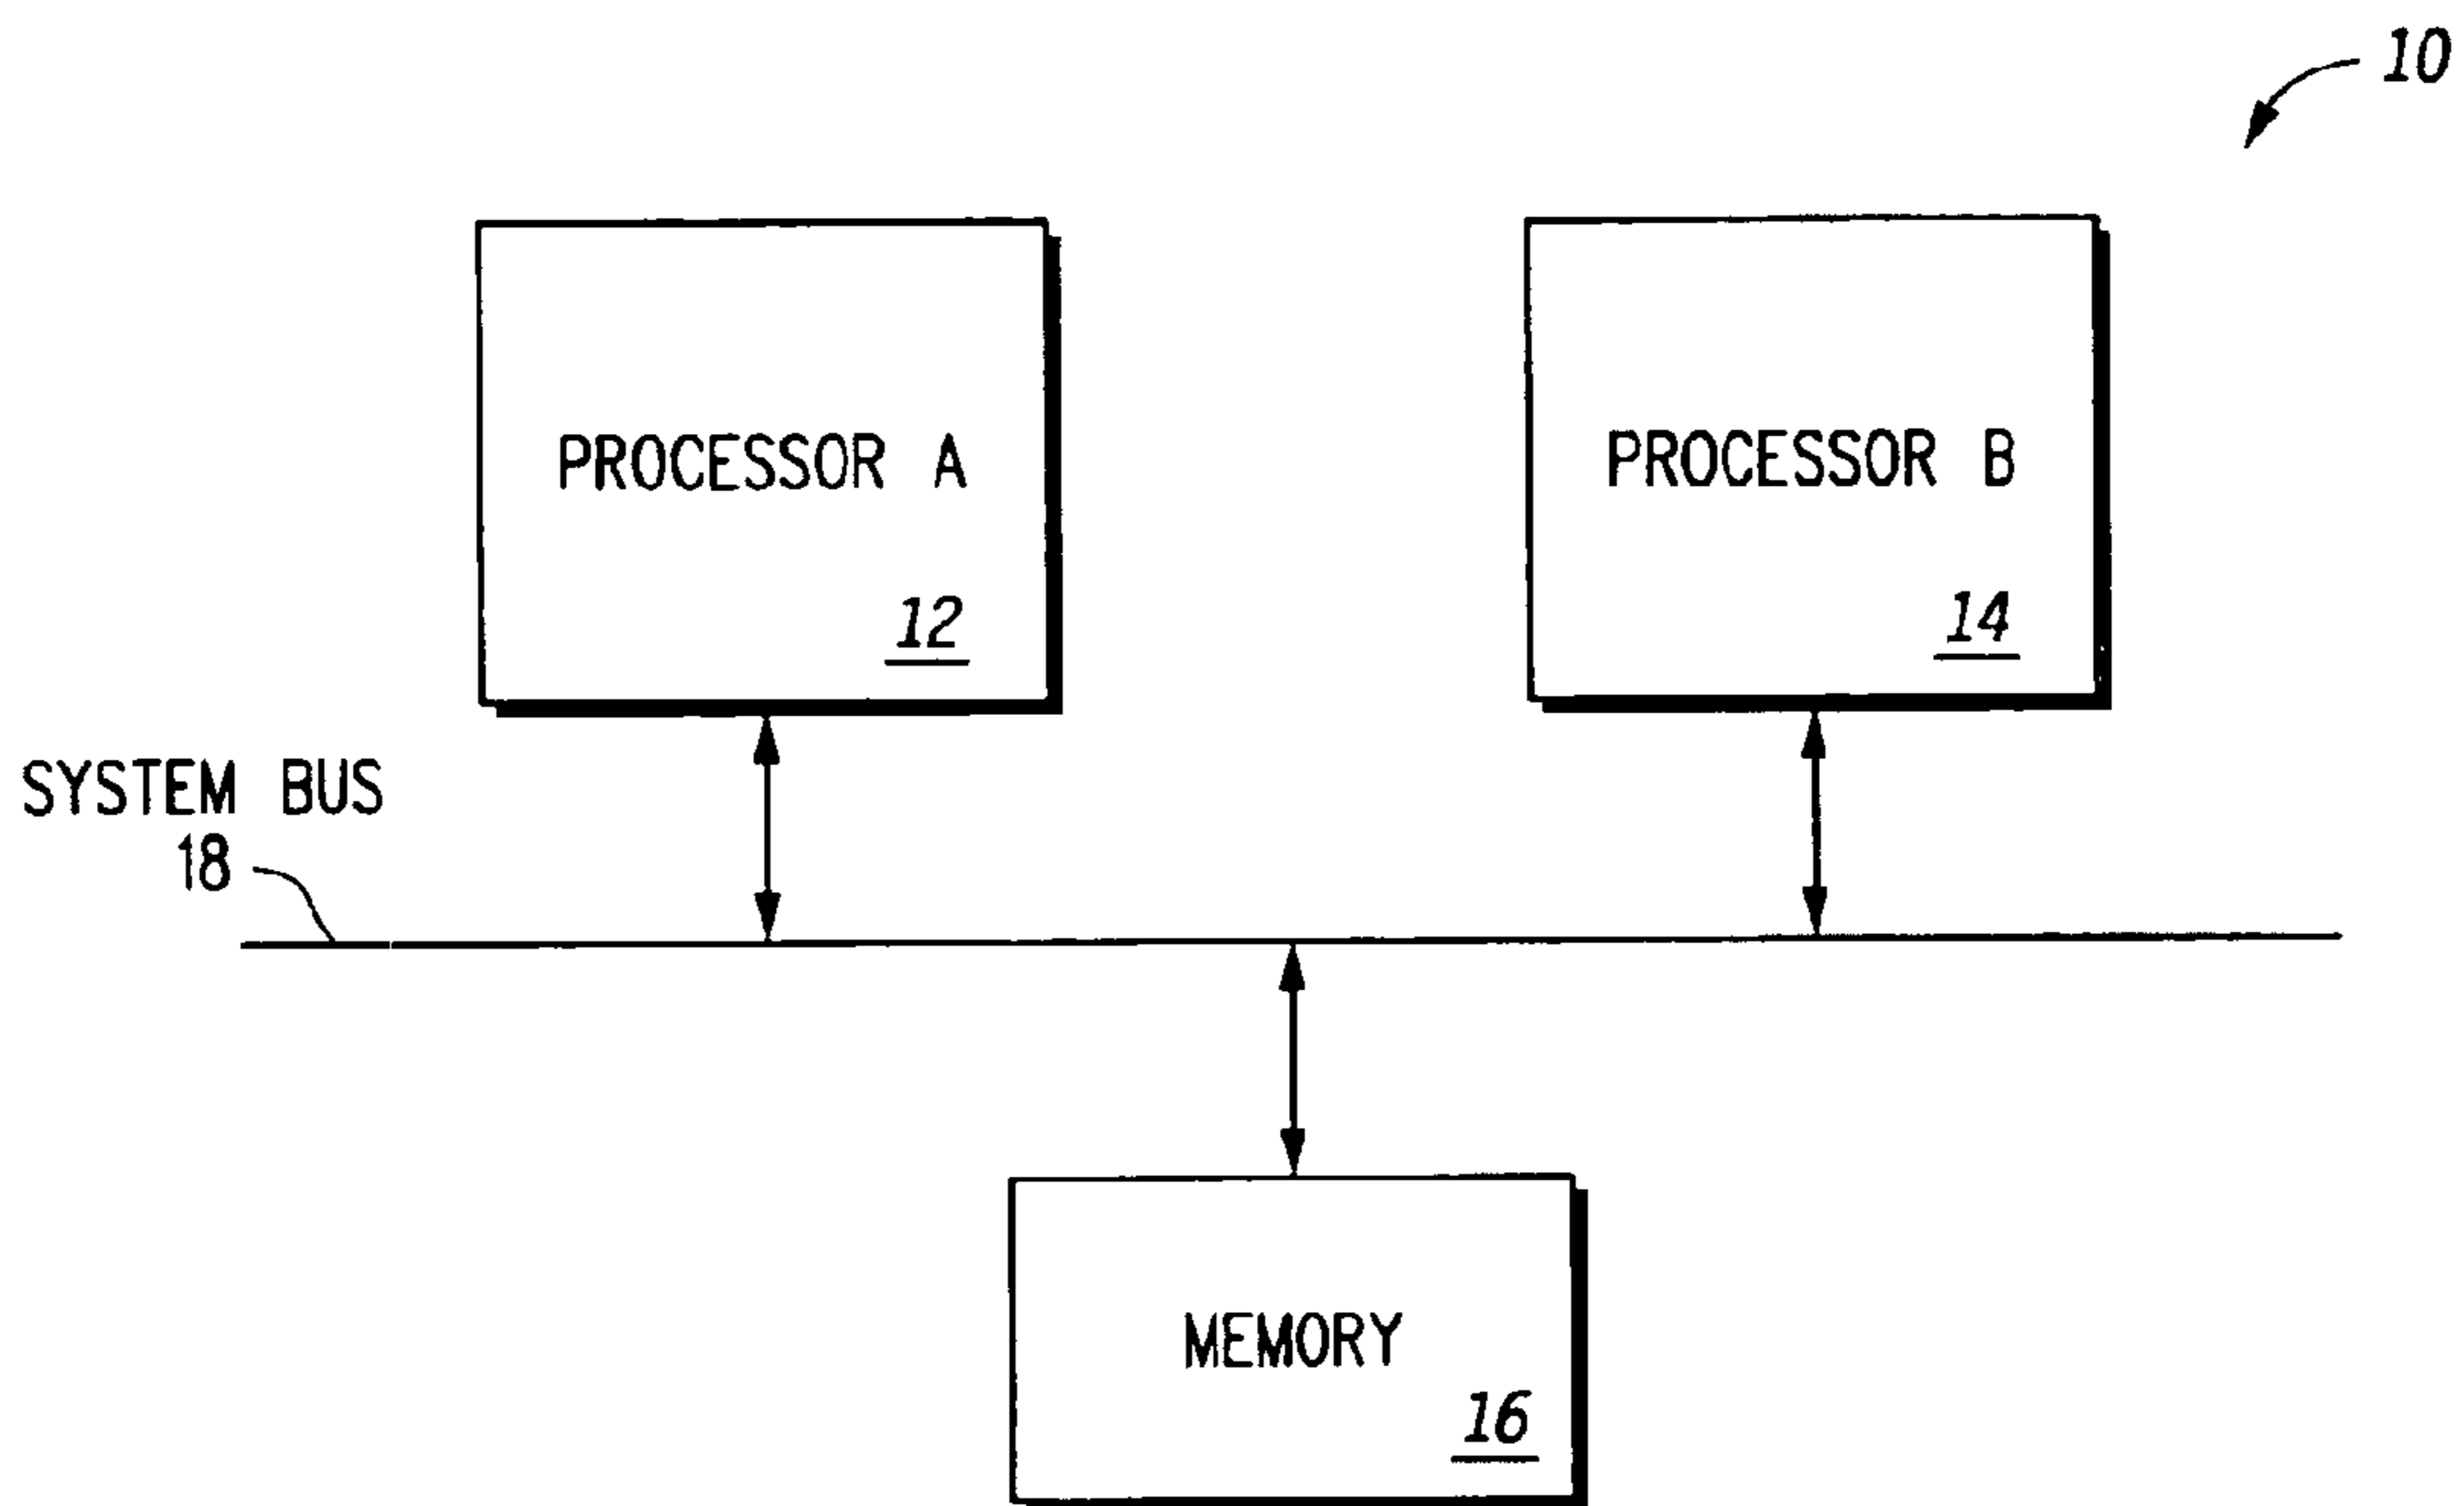 10
PROCESSOR A
12
PROCESSOR B
14
SYSTEM BUS
18
MEMORY
16